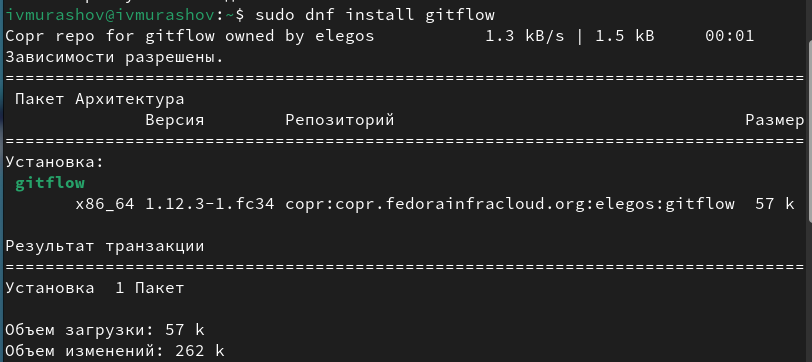 ivmurashov@ivmurashov:~$ sudo dnf install gitflow
Copr repo for gitflow owned by elegos           1.3 kB/s | 1.5 kB     00:01
Зависимости разрешены.
================================================================================
 Пакет Архитектура
              Версия        Репозиторий                                   Размер
================================================================================
Установка:
 gitflow
       x86_64 1.12.3-1.fc34 copr:copr.fedorainfracloud.org:elegos:gitflow  57 k

Результат транзакции
================================================================================
Установка  1 Пакет

Объем загрузки: 57 k
Объем изменений: 262 k